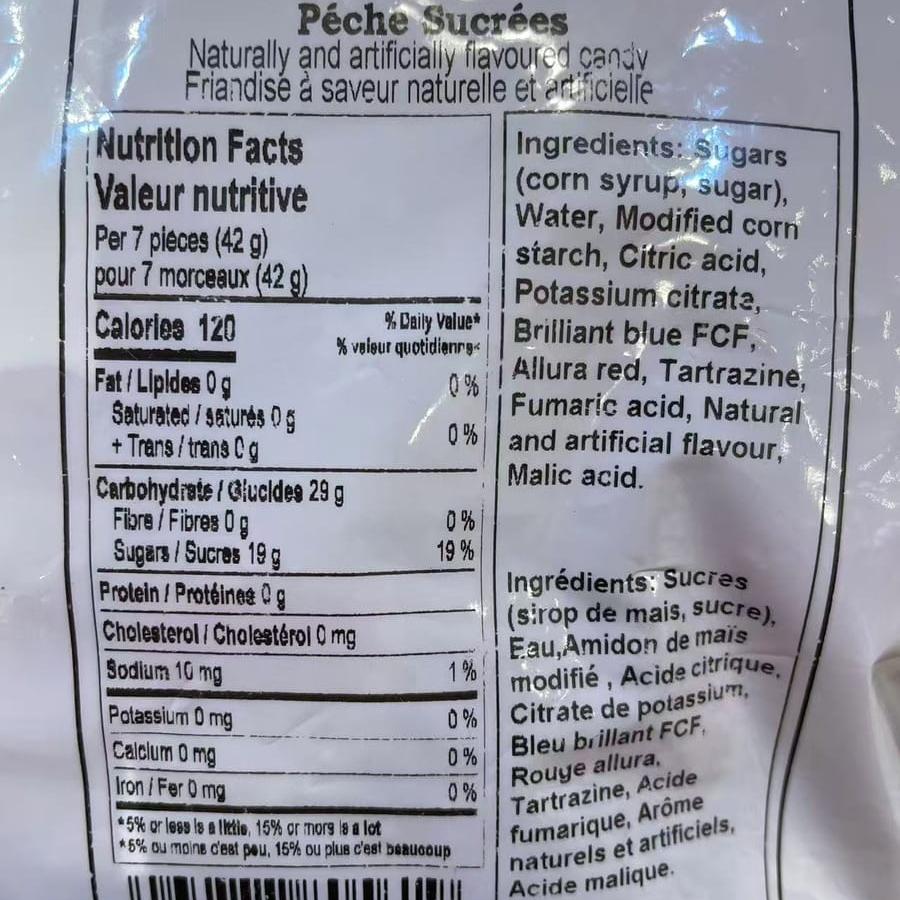 Péche Sucrées
Naturally and artificially flavoured candy
Friandise à saveur naturelle et artificielle
Nutrition Facts
Valeur nutritive
Per 7 pieces (42 g)
pour 7 morceaux (42 g)
Calories 120
% Daily Value*
% valeur quotidienne*
Fat / Lipides 0 g 0 %
Saturated / saturés 0 g
+ Trans / trans 0 g 0 %
Carbohydrate / Glucides 29 g
Fibre / Fibres 0 g 0 %
Sugars / Sucres 19 g 19 %
Protein / Protéines 0 g
Cholesterol / Cholestérol 0 mg
Sodium 10 mg 1 %
Potassium 0 mg 0 %
Calcium 0 mg 0 %
Iron / Fer 0 mg 0 %
*5% or less is a little, 15% or more is a lot
*5% ou moins c'est peu, 15% ou plus c'est beaucoup
Ingredients: Sugars
(corn syrup, sugar),
Water, Modified corn
starch, Citric acid,
Potassium citrate,
Brilliant blue FCF,
Allura red, Tartrazine,
Fumaric acid, Natural
and artificial flavour,
Malic acid.
Ingrédients: Sucres
(sirop de mais, sucre),
Eau,Amidon de maïs
modifié , Acide citrique,
Citrate de potassium,
Bleu brillant FCF,
Rouge allura,
Tartrazine, Acide
fumarique, Arôme
naturels et artificiels,
Acide malique.